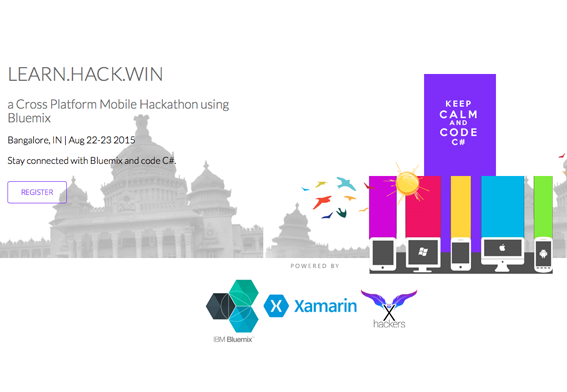 LEARN.HACK.WIN
a Cross Platform Mobile Hackathon using
Bluemix
Bangalore, IN | Aug 22-23 2015
Stay connected with Bluemix and code C#.
REGISTER
KEEP
CALM
AND
CODE
C#
POWERED BY
IBM Bluemix™
X
Xamarin
X
hackers